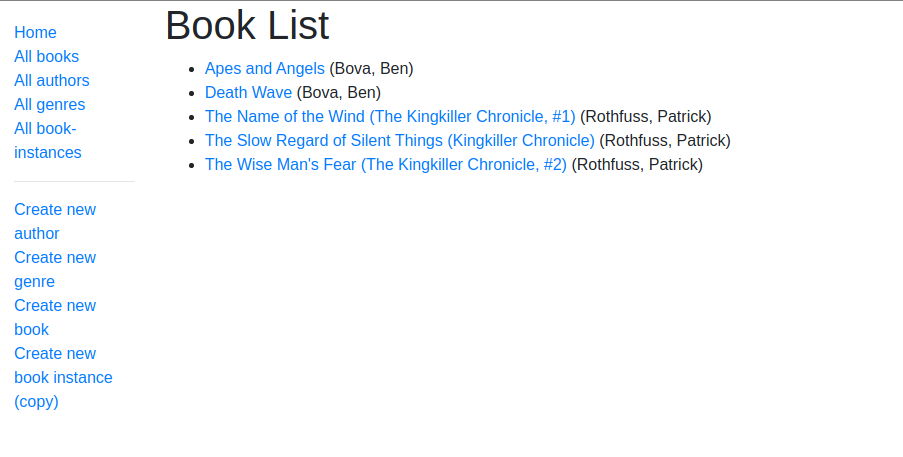 Home
All books
All authors
All genres
All book-
instances
Create new
author
Create new
genre
Create new
book
Create new
book instance
(copy)
Book List
Apes and Angels (Bova, Ben)
Death Wave (Bova, Ben)
The Name of the Wind (The Kingkiller Chronicle, #1) (Rothfuss, Patrick)
The Slow Regard of Silent Things (Kingkiller Chronicle) (Rothfuss, Patrick)
The Wise Man's Fear (The Kingkiller Chronicle, #2) (Rothfuss, Patrick)